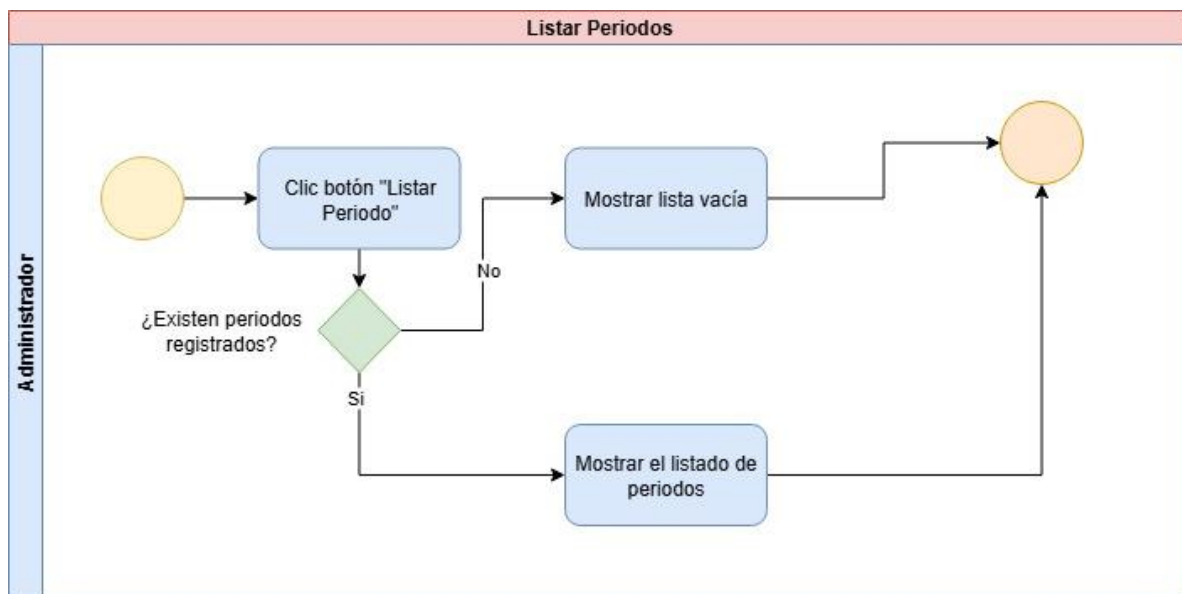 Listar Periodos
Administrador
Clic botón "Listar
Periodo"
Mostrar lista vacía
No
¿Existen periodos
registrados?
Si
Mostrar el listado de
periodos